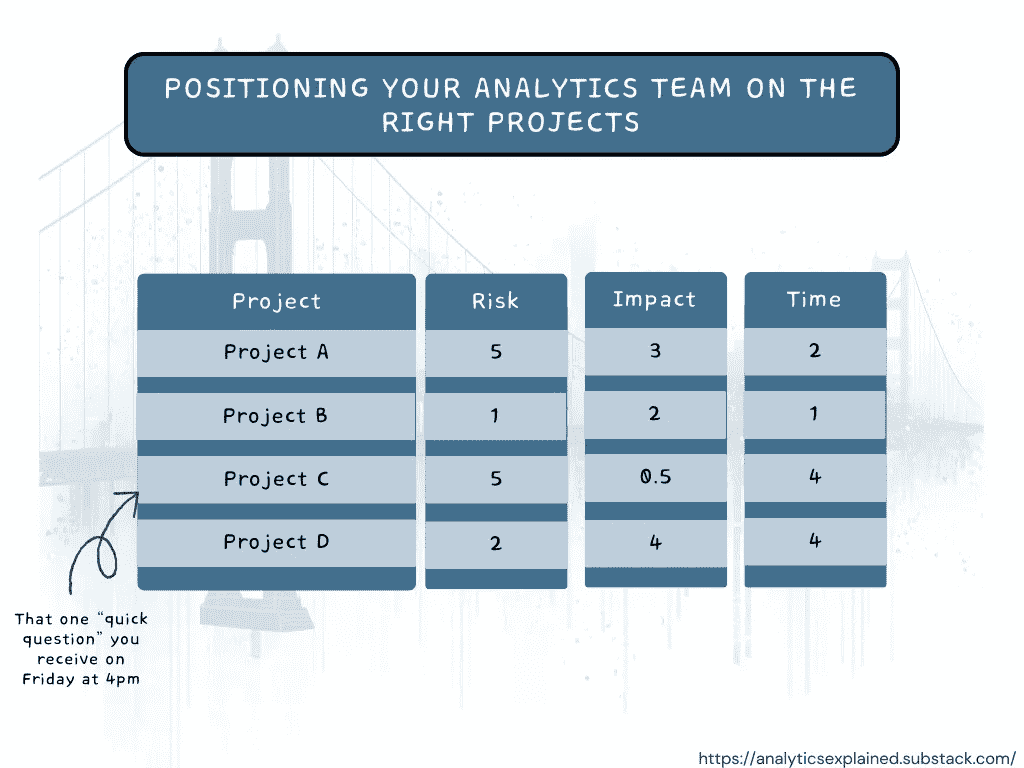 POSITIONING YOUR ANALYTICS TEAM ON THE
RIGHT PROJECTS
Project Risk Impact Time
Project A 5 3 2
Project B 1 2 1
Project C 5 0.5 4
Project D 2 4 4
That one “quick
question” you
receive on
Friday at 4pm
https://analyticsexplained.substack.com/